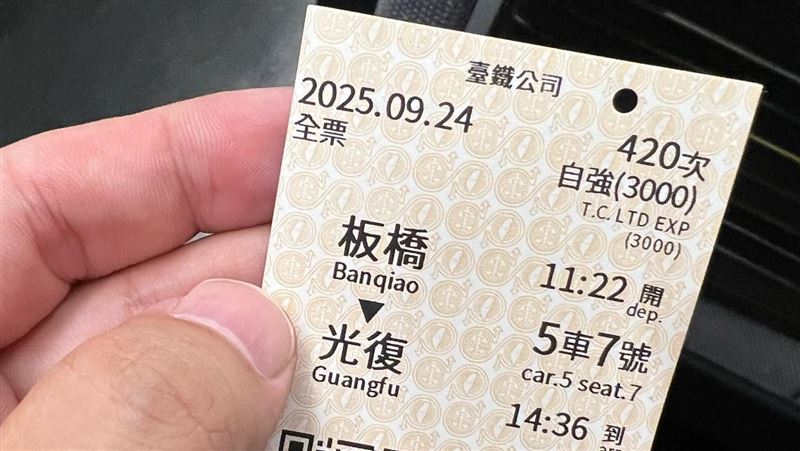 臺鐵公司
2025.09.24
全票
420次
自強(3000)
T.C. LTD EXP
(3000)
板橋
Banqiao
11:22 開
dep.
光復
Guangfu
5車7號
car.5 seat.7
14:36 到